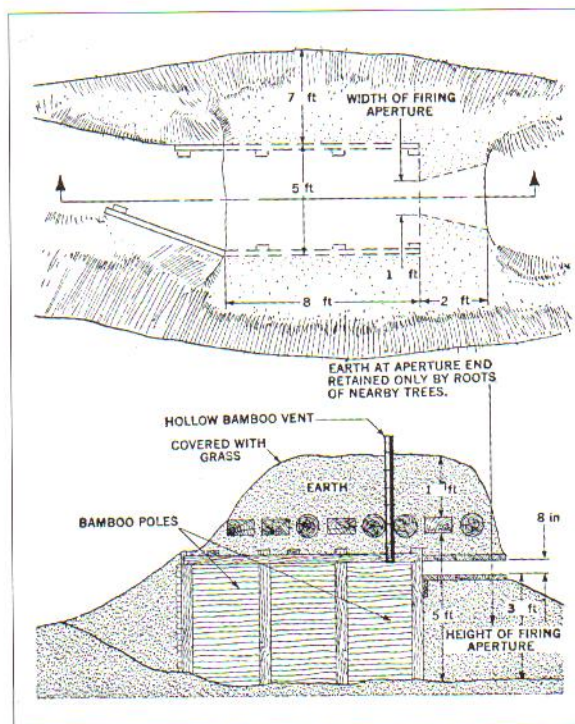 7 ft
WIDTH OF FIRING
APERTURE
5 ft
1 ft
8 ft
2 ft
EARTH AT APERTURE END
RETAINED ONLY BY ROOTS
OF NEARBY TREES.
HOLLOW BAMBOO VENT
COVERED WITH
GRASS
EARTH
1 ft
BAMBOO POLES
8 in
5 ft
3 ft
HEIGHT OF FIRING
APERTURE